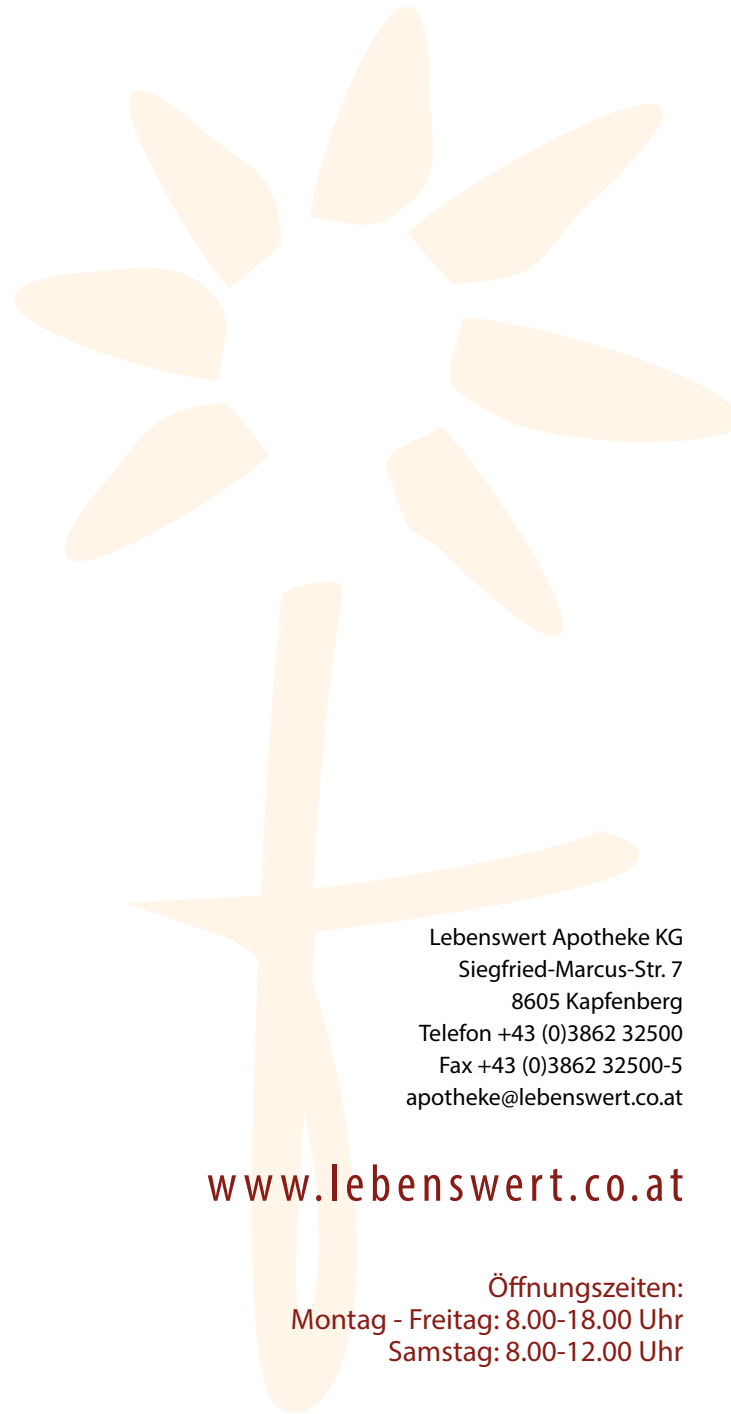 Lebenswert Apotheke KG
Siegfried-Marcus-Str. 7
8605 Kapfenberg
Telefon +43 (0)3862 32500
Fax +43 (0)3862 32500-5
apotheke@lebenswert.co.at
www.lebenswert.co.at
Öffnungszeiten:
Montag - Freitag: 8.00-18.00 Uhr
Samstag: 8.00-12.00 Uhr